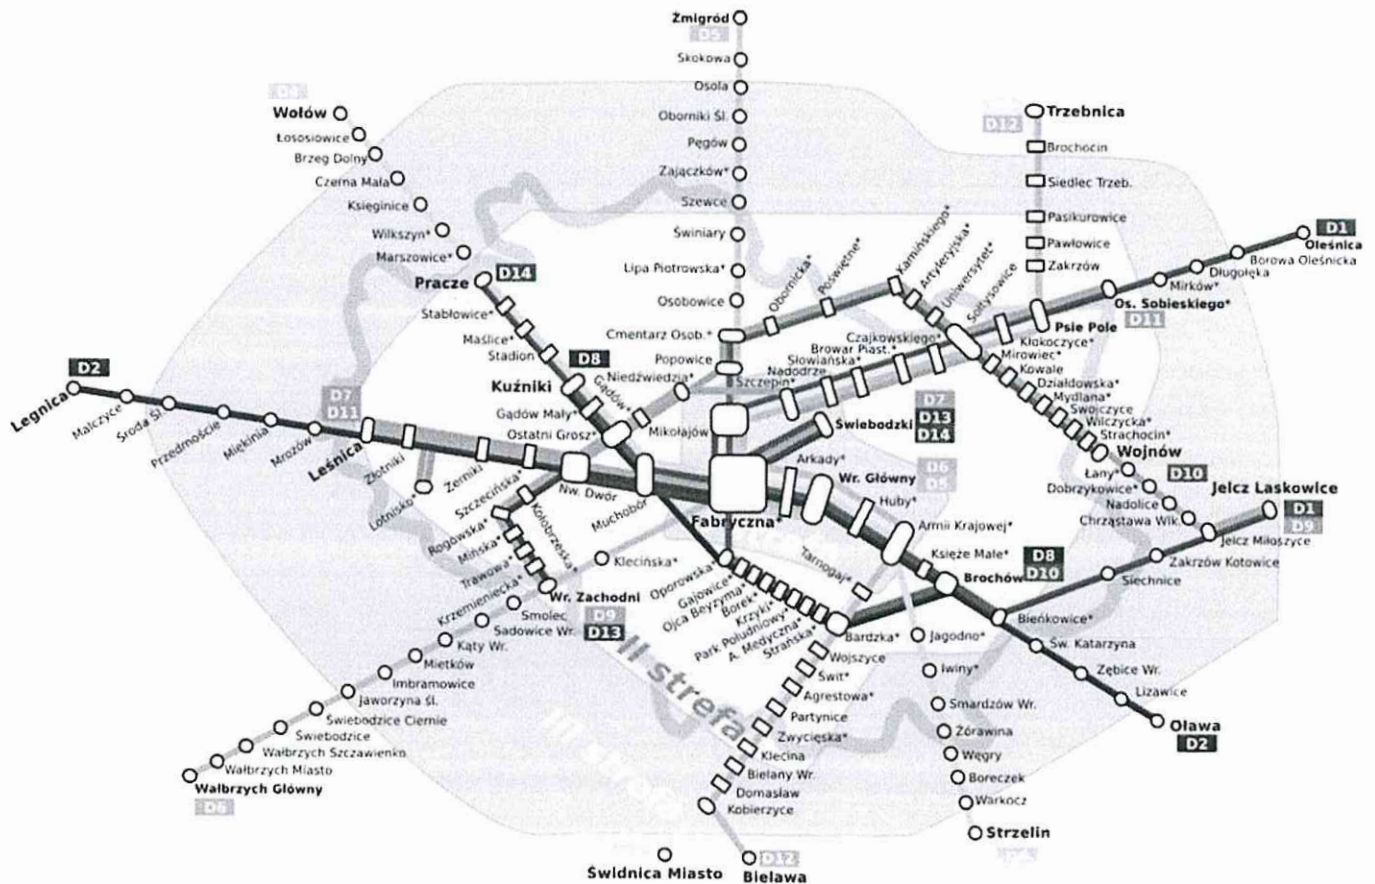 Żmigród
D5
Skokowa
Osola
Oborniki Śl.
Pęgów
Zajączków*
Szewce
Świniary
Lipa Piotrowska*
Osobowice
Cmentarz Osob.*
Popowice
Szczepin*
Mikołajów
Wołów
Łososiowice
Brzeg Dolny
Czerna Mała
Księginice
Wilkszyn*
Marszowice*
Pracze
D14
Stabłowice*
Maślice*
Stadion
D8
Kuźniki
Gądów Mały*
Gądów*
Niedźwiedzia*
Ostatni Grosz*
Trzebnica
D12
Brochocin
Siedlec Trzeb.
Pasikurowice
Pawłowice
Zakrzów
D1
Oleśnica
Borowa Oleśnicka
Długołęka
Mirków*
Os. Sobieskiego*
D11
Psie Pole
Kłokoczyce*
Obornicka*
Poświętne*
Kamińskiego*
Artyleryjska*
Uniwersytet*
Sołtysowice
Czajkowskiego*
Browar Piast.*
Słowiańska*
Nadodrze
Mirowiec*
Kowale
Działdowska*
Mydlana*
Swojczyce
Wilczycka*
Strachocin*
Wojnów
Łany*
D10
Dobrzykowice*
Nadolice
Chrząstawa Wlk.
Jelcz Laskowice
D1
D9
Jelcz Miłoszyce
Zakrzów Kotowice
Siechnice
D2
Legnica
Malczyce
Środa Śl.
Przedmoście
Miękinia
Mrozów
D7
D11
Leśnica
Złotniki
Lotnisko*
Żerniki
Szczecińska*
Nw. Dwór
Muchobór
Fabryczna*
Świebodzki
D7
D13
D14
Arkady*
Wr. Główny
D6
D5
Huby*
Armii Krajowej*
Księże Małe*
D8
D10
Brochów
Bieńkowice*
Św. Katarzyna
Zębice Wr.
Lizawice
Oława
D2
Rogówska*
Kołobrzeska*
Mińska*
Trawowa*
Krzemieniecka*
Wr. Zachodni
D9
D13
Klecińska*
Smolec
Sadowice Wr.
Kąty Wr.
Mietków
Imbramowice
Jaworzyna Śl.
Świebodzice Ciernie
Świebodzice
Wałbrzych Szczawienko
Wałbrzych Miasto
Wałbrzych Główny
D6
Oporowska*
Gajowice*
Ojca Beyzyma*
Borek*
Krzyki*
Park Południowy*
A. Medyczna*
Strańska*
Tarnogaj*
Bardzka*
Wojszyce
Świt*
Agrestowa*
Partynice
Zwycięska*
Klecina
Bielany Wr.
Domasław
Kobierzyce
D12
Bielawa
Świdnica Miasto
Jagodno*
Iwiny*
Smardzów Wr.
Żórawina
Węgry
Boreczek
Warkocz
Strzelin
II strefa